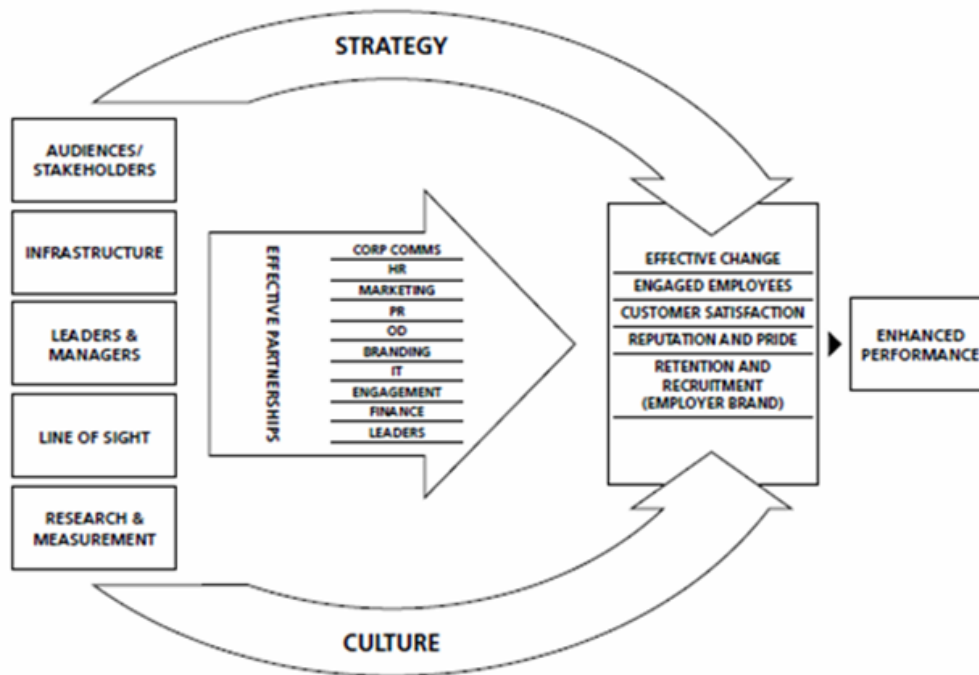 STRATEGY
AUDIENCES/
STAKEHOLDERS
INFRASTRUCTURE
LEADERS &
MANAGERS
LINE OF SIGHT
RESEARCH &
MEASUREMENT
EFFECTIVE PARTNERSHIPS
CORP COMMS
HR
MARKETING
PR
OD
BRANDING
IT
ENGAGEMENT
FINANCE
LEADERS
EFFECTIVE CHANGE
ENGAGED EMPLOYEES
CUSTOMER SATISFACTION
REPUTATION AND PRIDE
RETENTION AND
RECRUITMENT
(EMPLOYER BRAND)
ENHANCED
PERFORMANCE
CULTURE